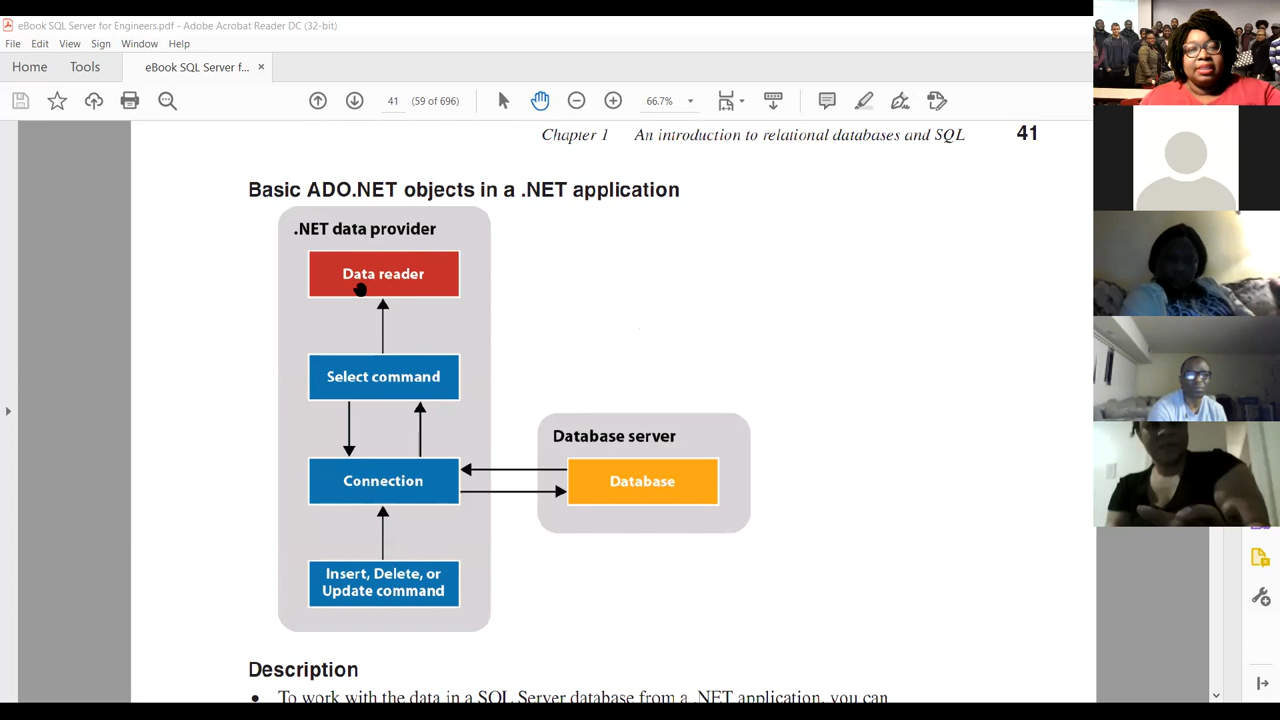 eBook SQL Server for Engineers.pdf - Adobe Acrobat Reader DC (32-bit)
File Edit View Sign Window Help
Home Tools eBook SQL Server f... ×
41 (59 of 696) 66.7%
Chapter 1 An introduction to relational databases and SQL 41
Basic ADO.NET objects in a .NET application
.NET data provider
Data reader
Select command
Database server
Connection
Database
Insert, Delete, or
Update command
Description
• To work with the data in a SQL Server database from a .NET application, you can